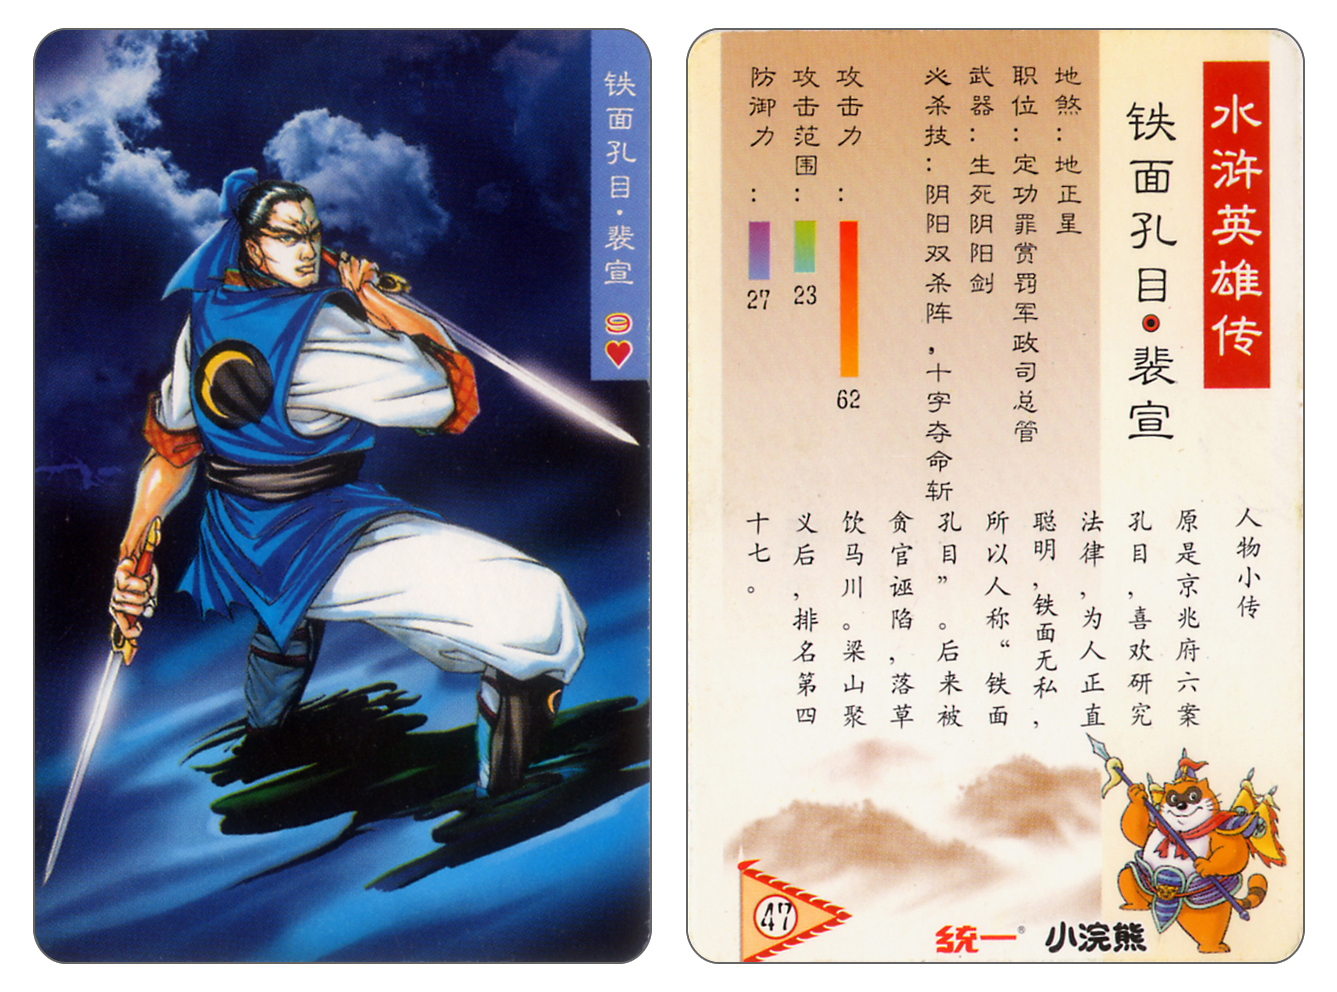 铁面孔目·裴宣
9
水浒英雄传
铁面孔目·裴宣
地煞：地正星
职位：定功罪赏罚军政司总管
武器：生死阴阳剑
必杀技：阴阳双杀阵，十字夺命斩
攻击力：
62
攻击范围：
23
防御力：
27
人物小传
原是京兆府六案
孔目，喜欢研究
法律，为人正直
聪明，铁面无私，
所以人称“铁面
孔目”。后来被
贪官诬陷，落草
饮马川。梁山聚
义后，排名第四
十七。
47
统一®
小浣熊